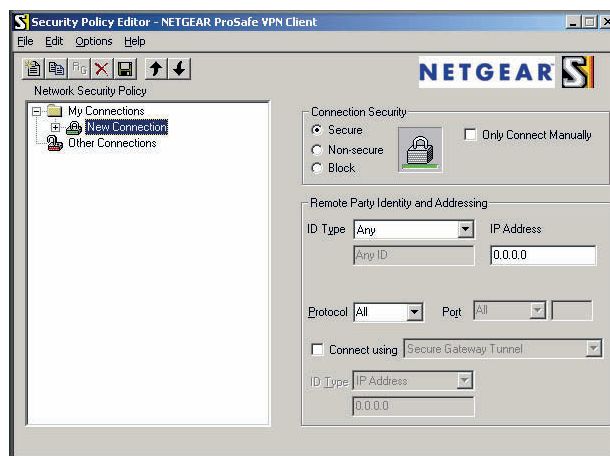 Security Policy Editor - NETGEAR ProSafe VPN Client
File Edit Options Help
NETGEAR
Network Security Policy
My Connections
New Connection
Other Connections
Connection Security
Secure
Non-secure
Block
Only Connect Manually
Remote Party Identity and Addressing
ID Type Any IP Address
Any ID 0.0.0.0
Protocol All Port All
Connect using Secure Gateway Tunnel
ID Type IP Address
0.0.0.0